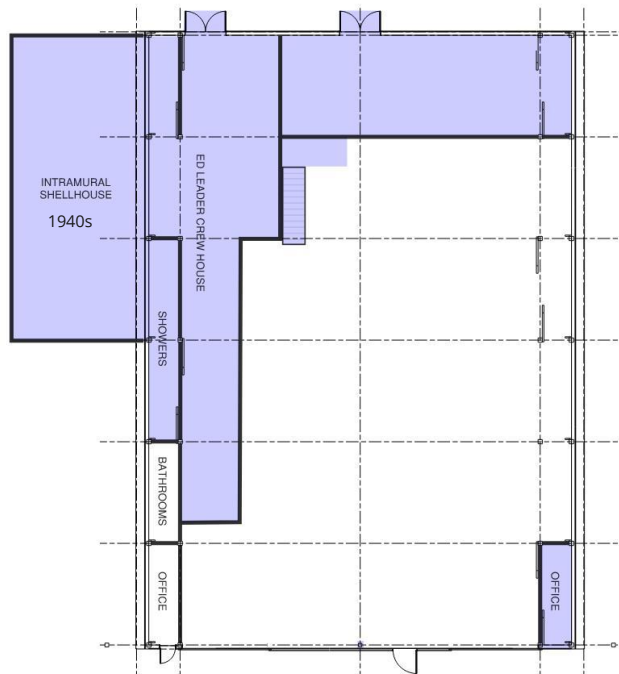 INTRAMURAL
SHELLHOUSE
1940s
ED LEADER CREW HOUSE
SHOWERS
BATHROOMS
OFFICE
OFFICE